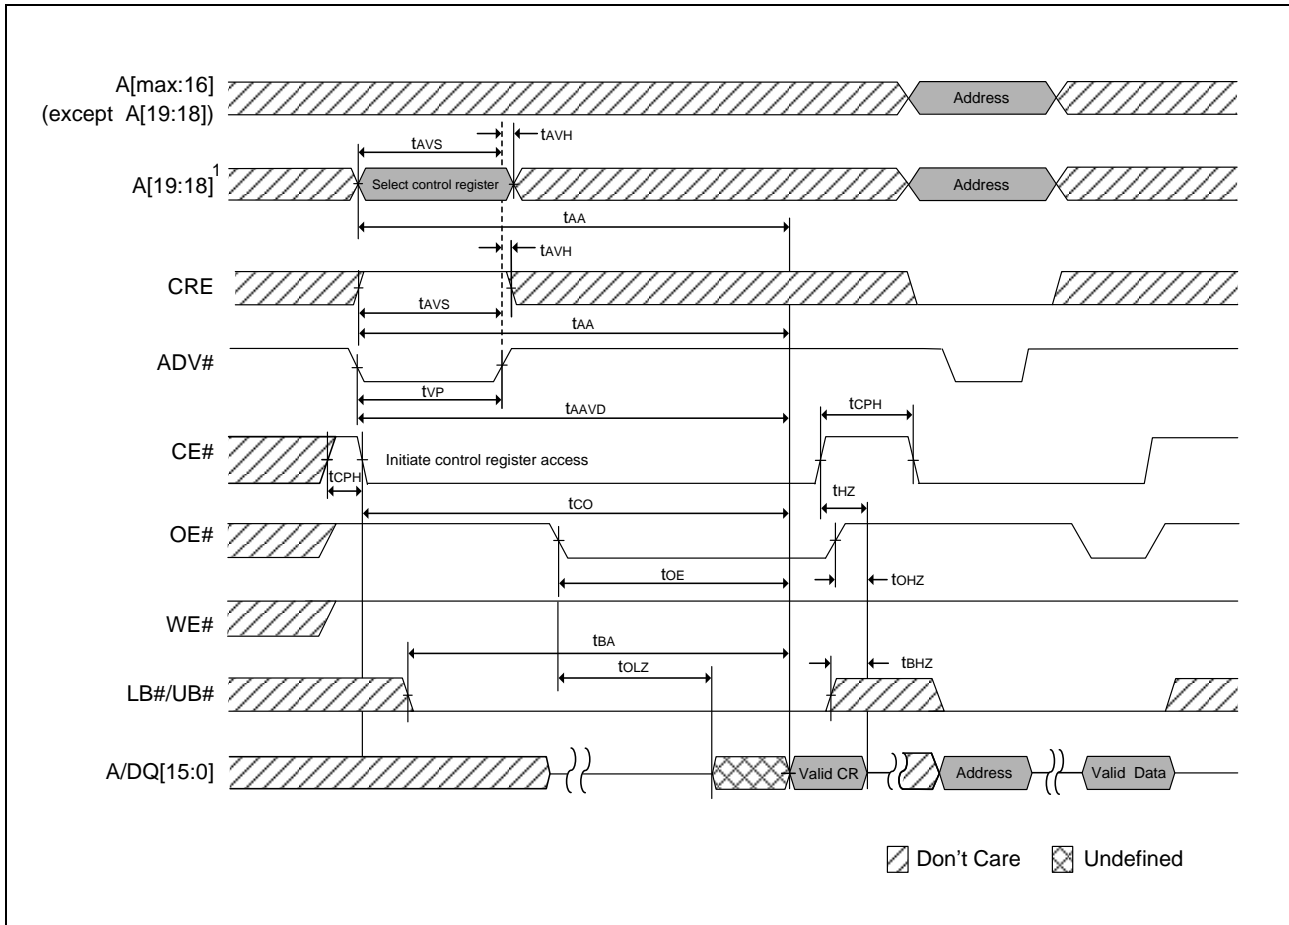 A[max:16]
(except A[19:18])
Address
tAVS
tAVH
A[19:18]1
Select control register
Address
tAA
tAVH
CRE
tAVS
tAA
ADV#
tVP
tAAVD
tCPH
CE#
Initiate control register access
tCPH
tHZ
tCO
OE#
tOE
tOHZ
WE#
tBA
tOLZ
tBHZ
LB#/UB#
A/DQ[15:0]
Valid CR
Address
Valid Data
Don't Care
Undefined